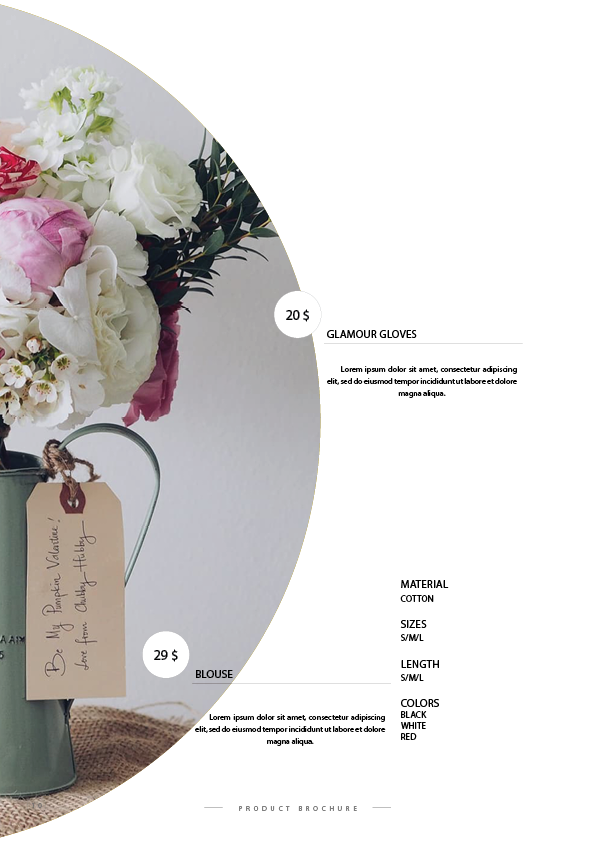 20 $
GLAMOUR GLOVES
Lorem ipsum dolor sit amet, consectetur adipiscing
elit, sed do eiusmod tempor incididunt ut labore et dolore
magna aliqua.
Be My Pumpkin Valentine!
Love from Chubby Hubby
29 $
BLOUSE
Lorem ipsum dolor sit amet, consectetur adipiscing
elit, sed do eiusmod tempor incididunt ut labore et dolore
magna aliqua.
MATERIAL
COTTON
SIZES
S/M/L
LENGTH
S/M/L
COLORS
BLACK
WHITE
RED
PRODUCT BROCHURE